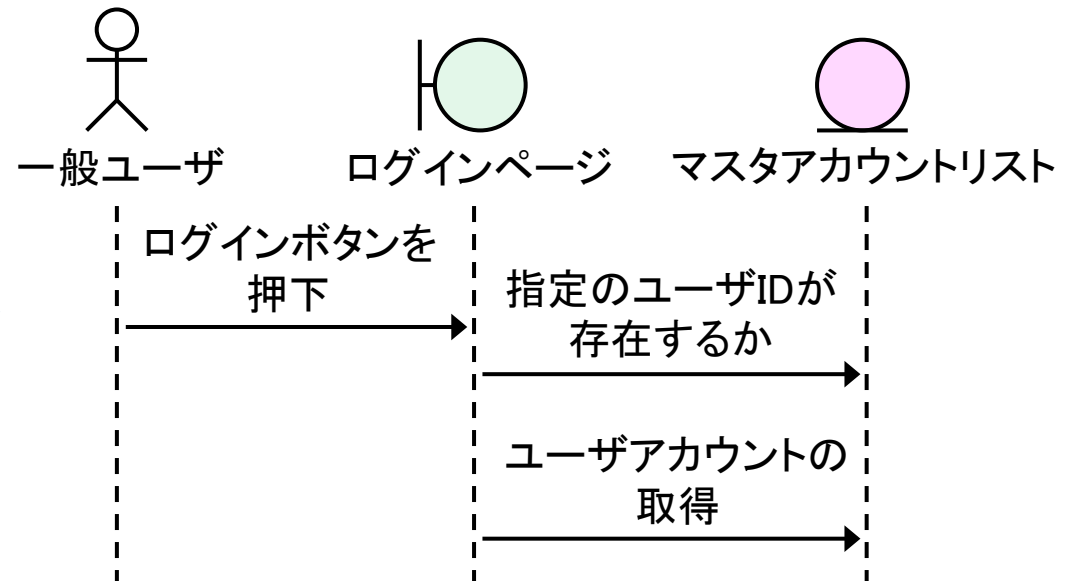 一般ユーザ
ログインページ
マスタアカウントリスト
ログインボタンを
押下
指定のユーザIDが
存在するか
ユーザアカウントの
取得